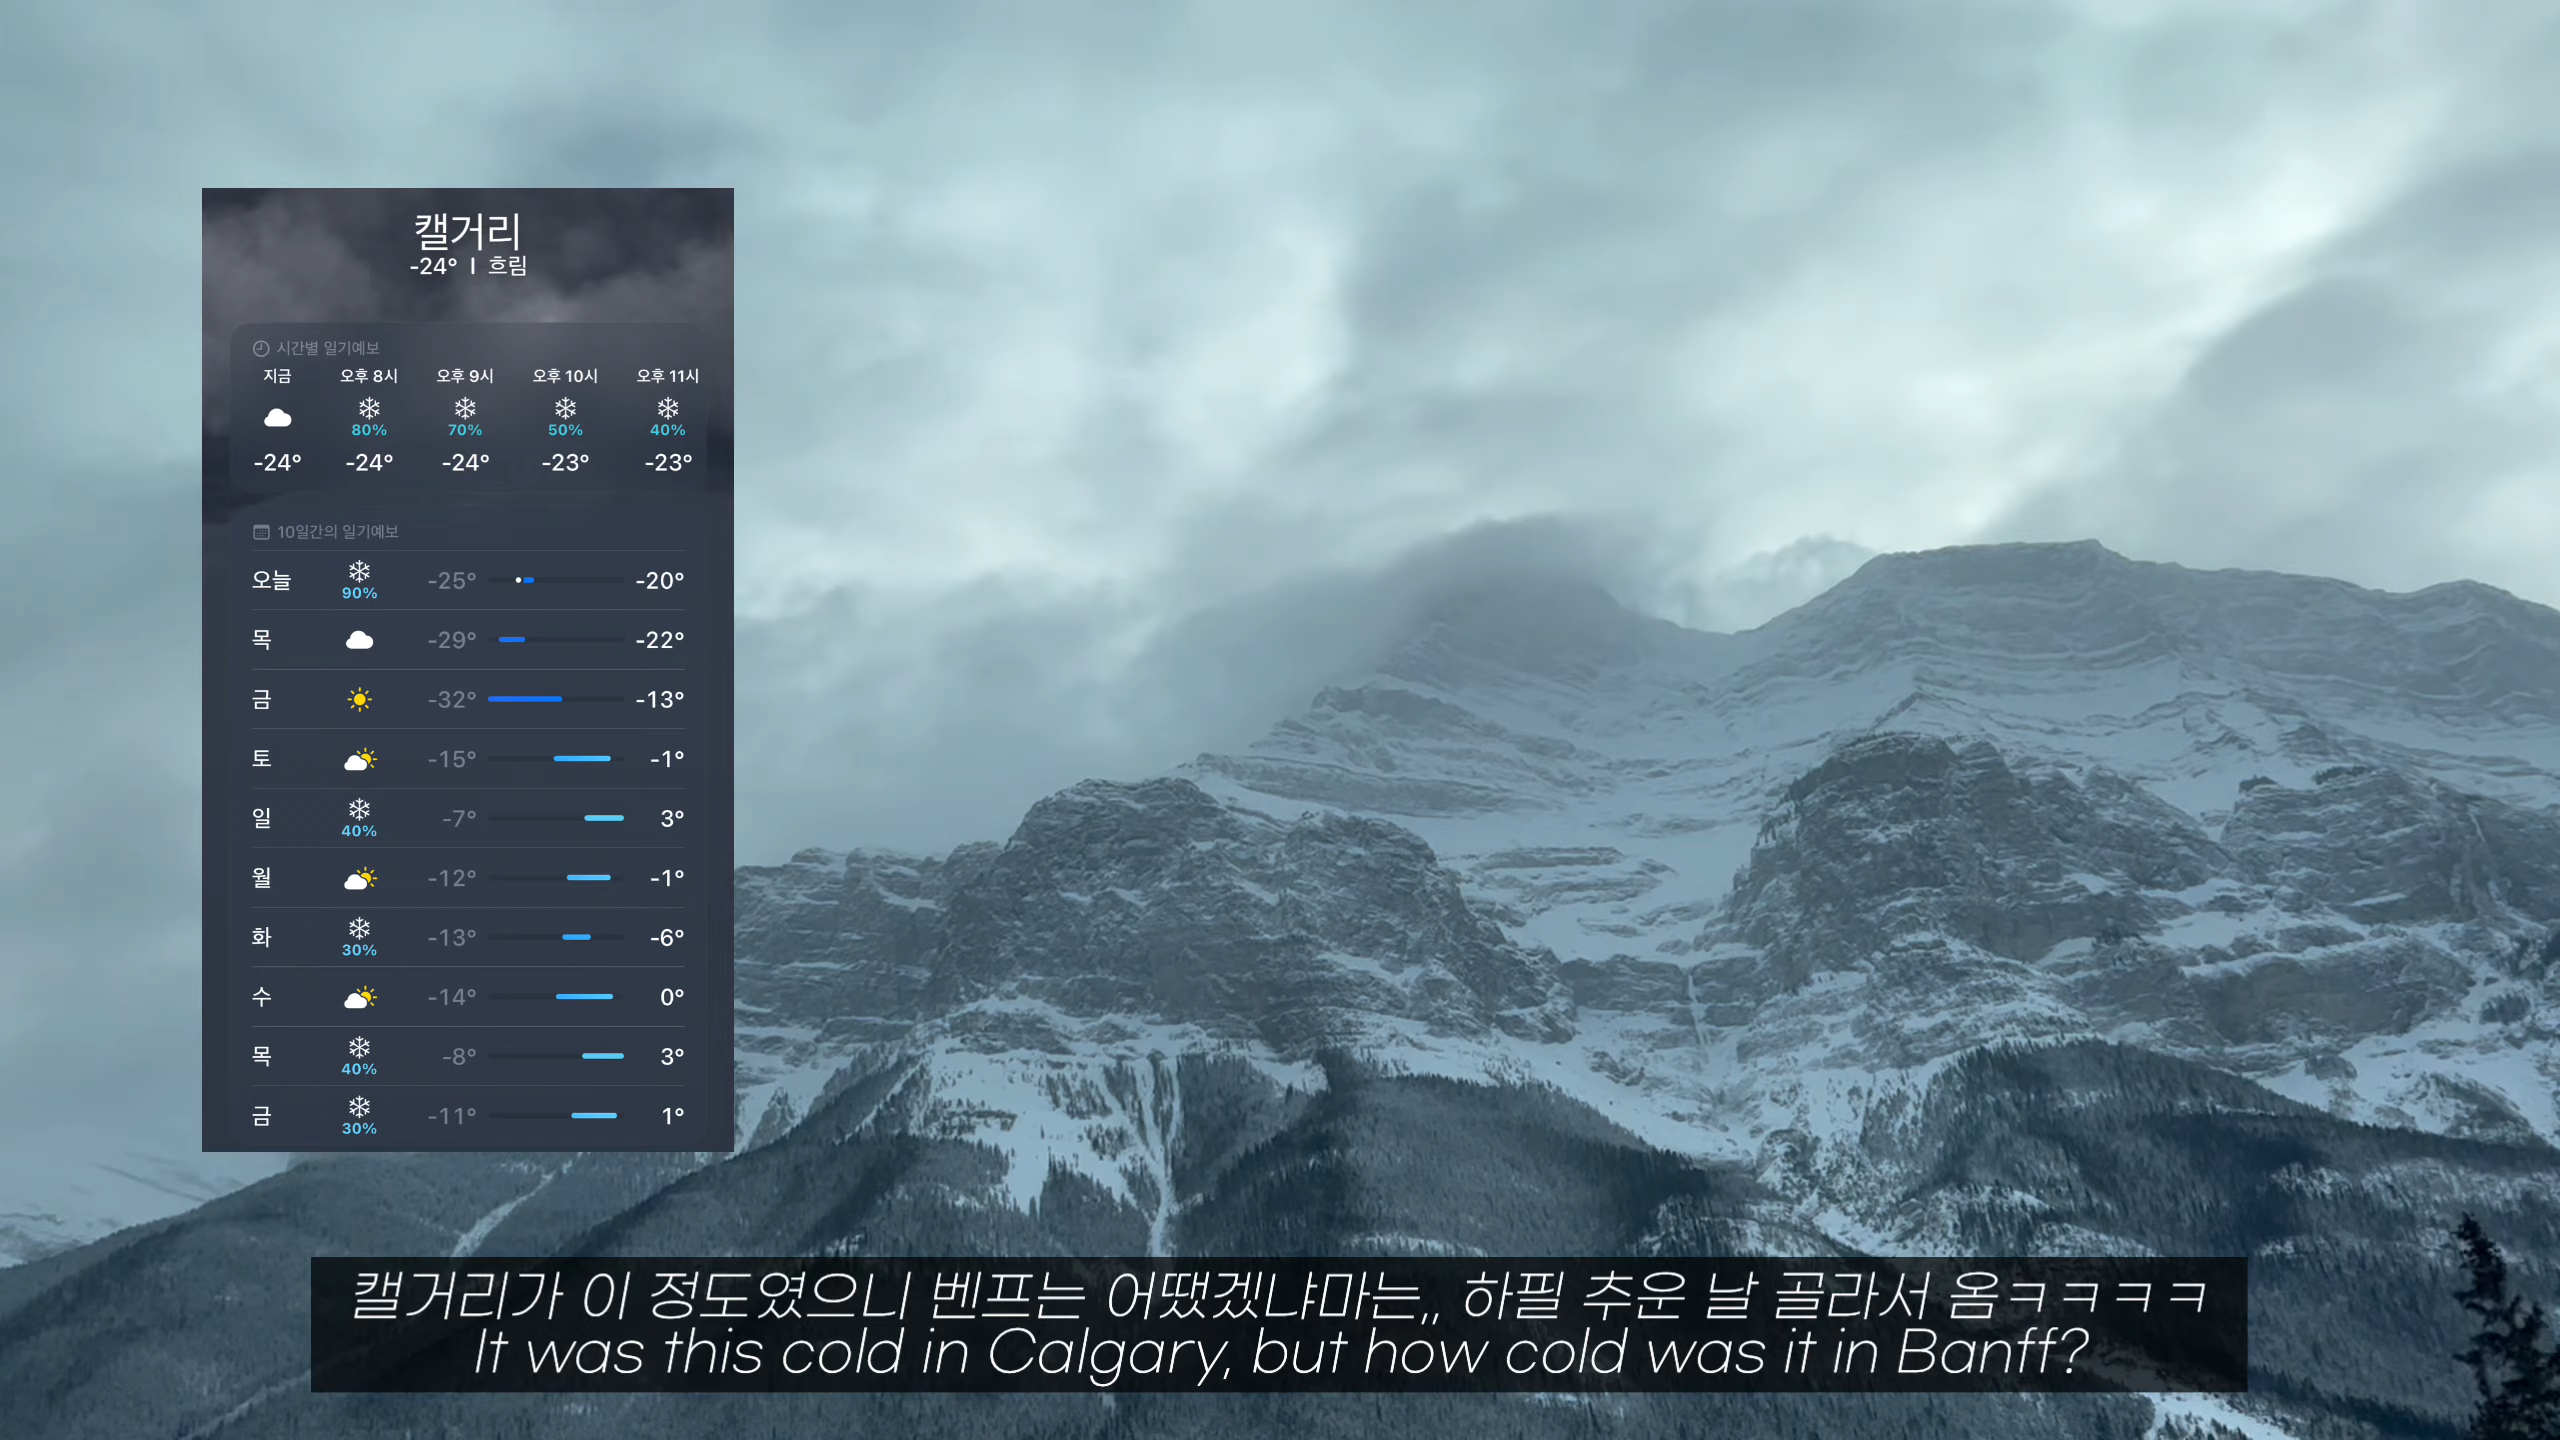 캘거리
-24° | 흐림
시간별 일기예보
지금 오후 8시 오후 9시 오후 10시 오후 11시
80% 70% 50% 40%
-24° -24° -24° -23° -23°
10일간의 일기예보
오늘 90% -25° -20°
목 -29° -22°
금 -32° -13°
토 -15° -1°
일 40% -7° 3°
월 -12° -1°
화 30% -13° -6°
수 -14° 0°
목 40% -8° 3°
금 30% -11° 1°
캘거리가 이 정도였으니 벤프는 어땠겠냐마는,, 하필 추운 날 골라서 옴ㅋㅋㅋㅋ
It was this cold in Calgary, but how cold was it in Banff?